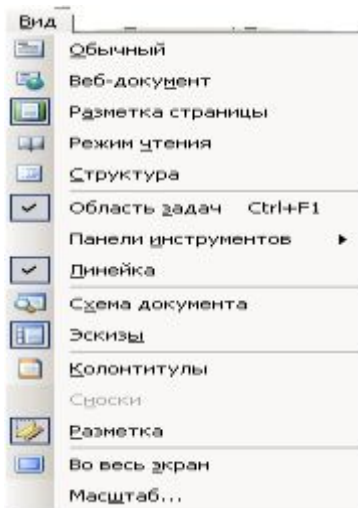 Вид
Обычный
Веб-документ
Разметка страницы
Режим чтения
Структура
Область задач Ctrl+F1
Панели инструментов
Линейка
Схема документа
Эскизы
Колонтитулы
Сноски
Разметка
Во весь экран
Масштаб...